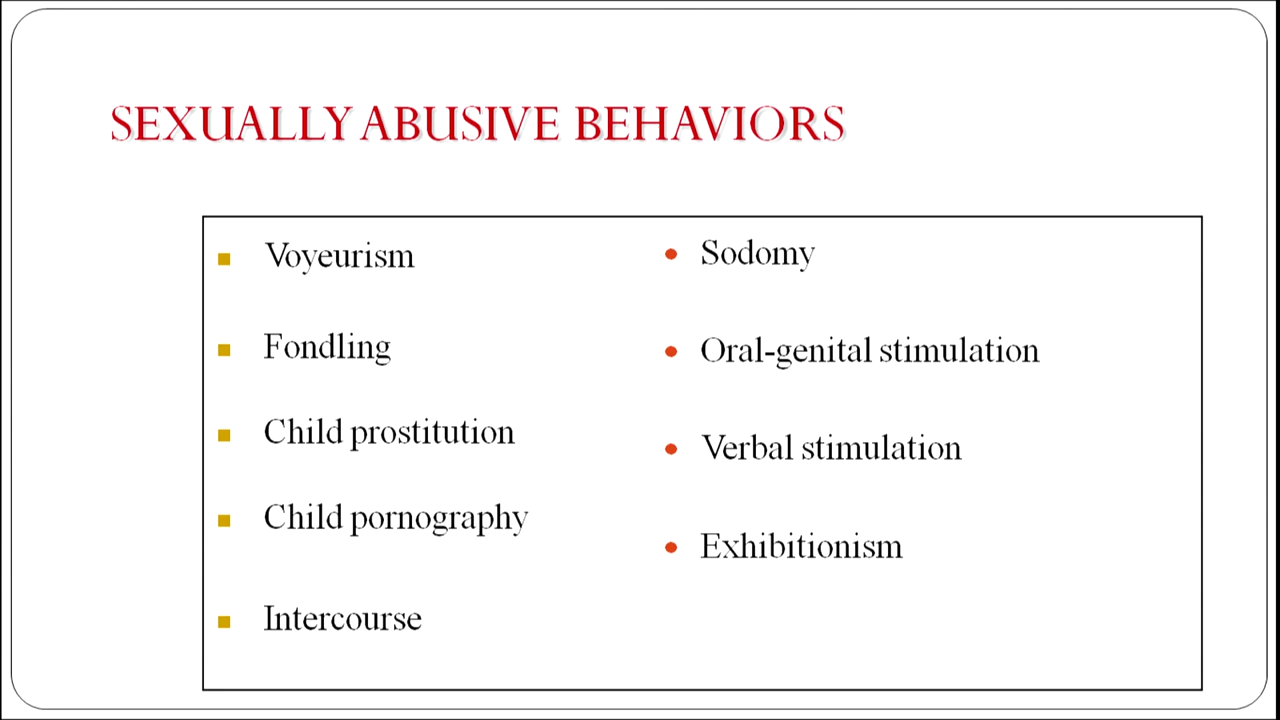 SEXUALLY ABUSIVE BEHAVIORS
Voyeurism
Fondling
Child prostitution
Child pornography
Intercourse
Sodomy
Oral-genital stimulation
Verbal stimulation
Exhibitionism